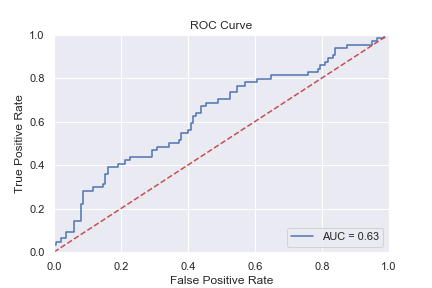 ROC Curve
1.0
0.8
0.6
0.4
0.2
0.0
True Positive Rate
AUC = 0.63
0.0 0.2 0.4 0.6 0.8 1.0
False Positive Rate